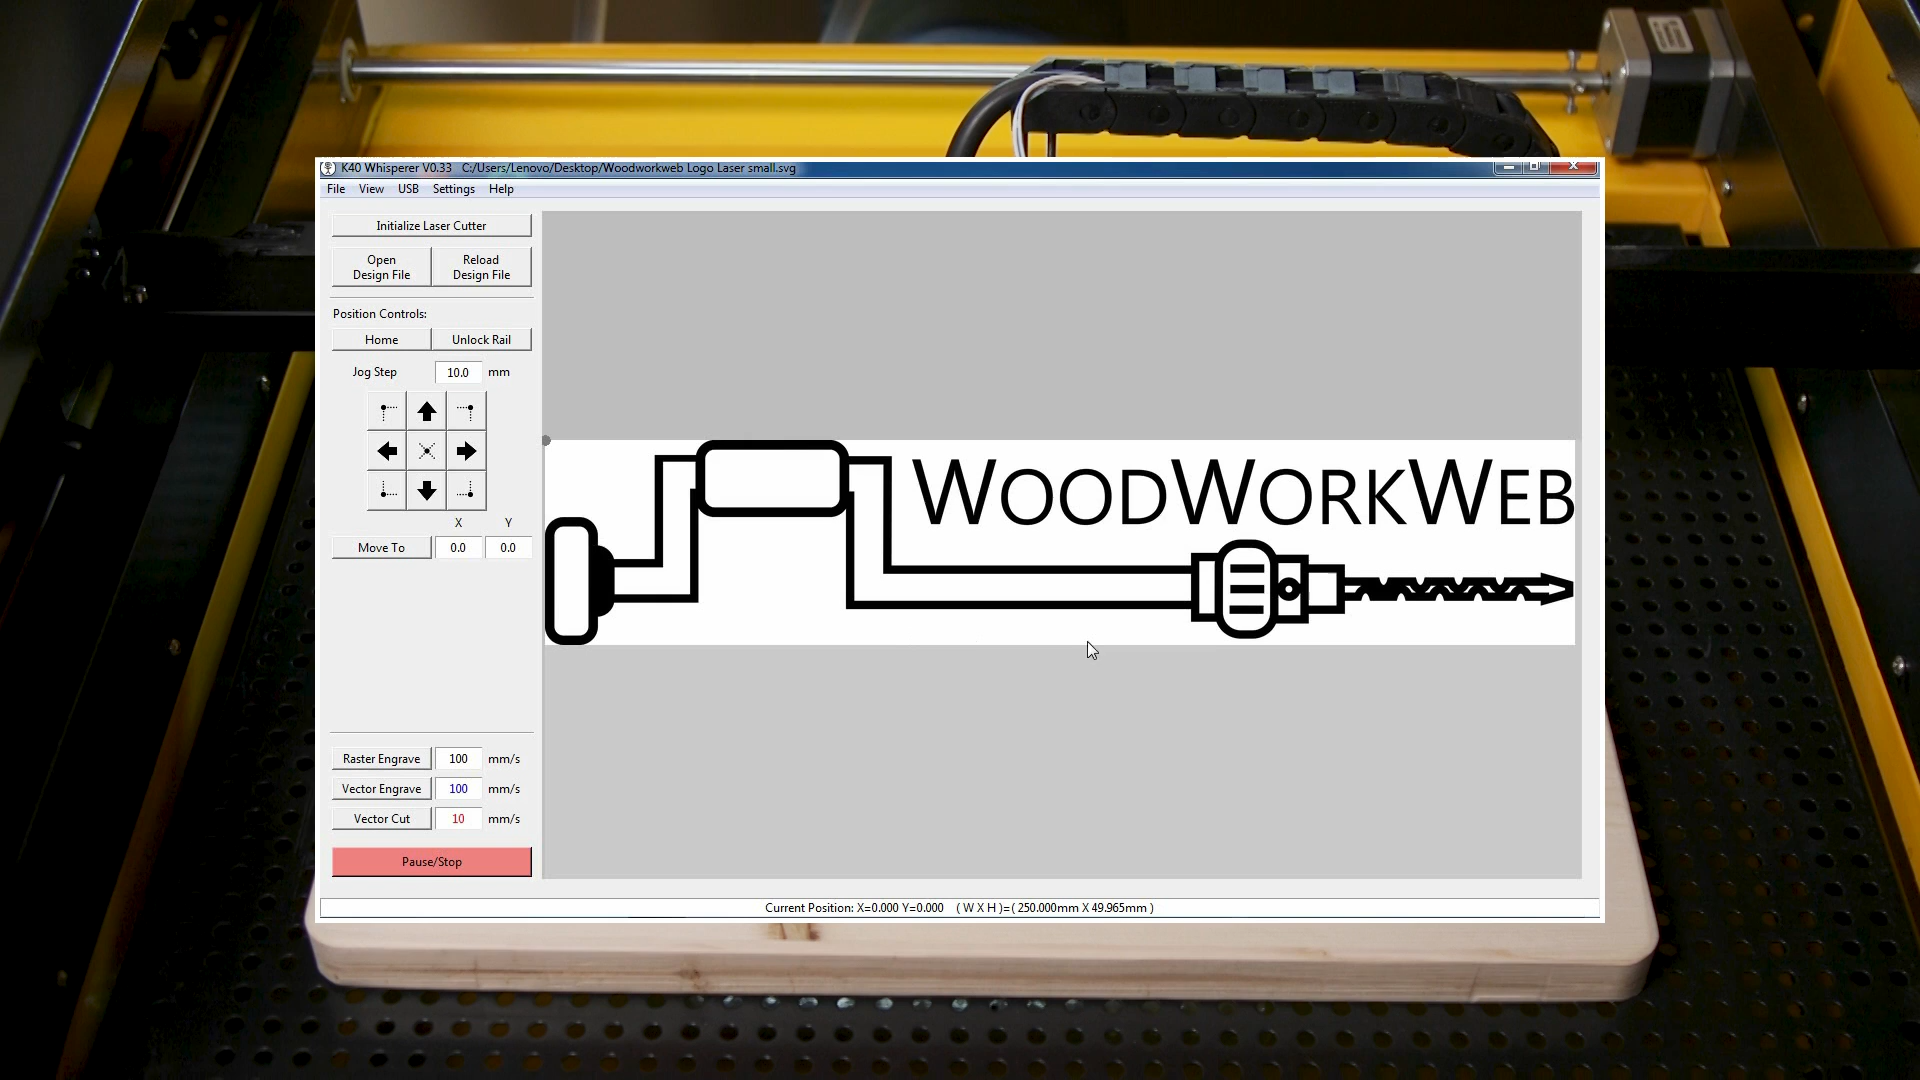 K40 Whisperer V0.33 C:/Users/Lenovo/Desktop/Woodworkweb Logo Laser small.svg
File View USB Settings Help
Initialize Laser Cutter
Open
Design File
Reload
Design File
Position Controls:
Home
Unlock Rail
Jog Step 10.0 mm
X Y
Move To 0.0 0.0
WOODWORKWEB
Raster Engrave 100 mm/s
Vector Engrave 100 mm/s
Vector Cut 10 mm/s
Pause/Stop
Current Position: X=0.000 Y=0.000 ( W X H )=( 250.000mm X 49.965mm )